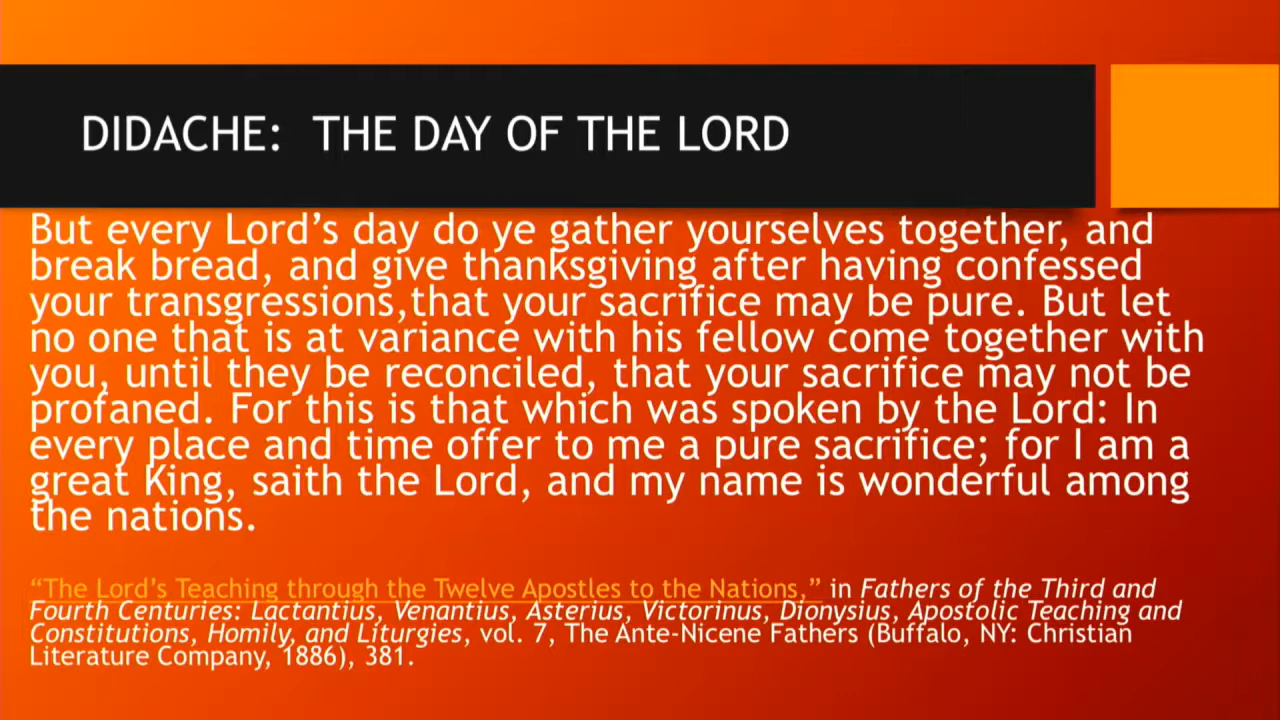 DIDACHE: THE DAY OF THE LORD
But every Lord’s day do ye gather yourselves together, and
break bread, and give thanksgiving after having confessed
your transgressions,that your sacrifice may be pure. But let
no one that is at variance with his fellow come together with
you, until they be reconciled, that your sacrifice may not be
profaned. For this is that which was spoken by the Lord: In
every place and time offer to me a pure sacrifice; for I am a
great King, saith the Lord, and my name is wonderful among
the nations.
“The Lord’s Teaching through the Twelve Apostles to the Nations,” in Fathers of the Third and
Fourth Centuries: Lactantius, Venantius, Asterius, Victorinus, Dionysius, Apostolic Teaching and
Constitutions, Homily, and Liturgies, vol. 7, The Ante-Nicene Fathers (Buffalo, NY: Christian
Literature Company, 1886), 381.